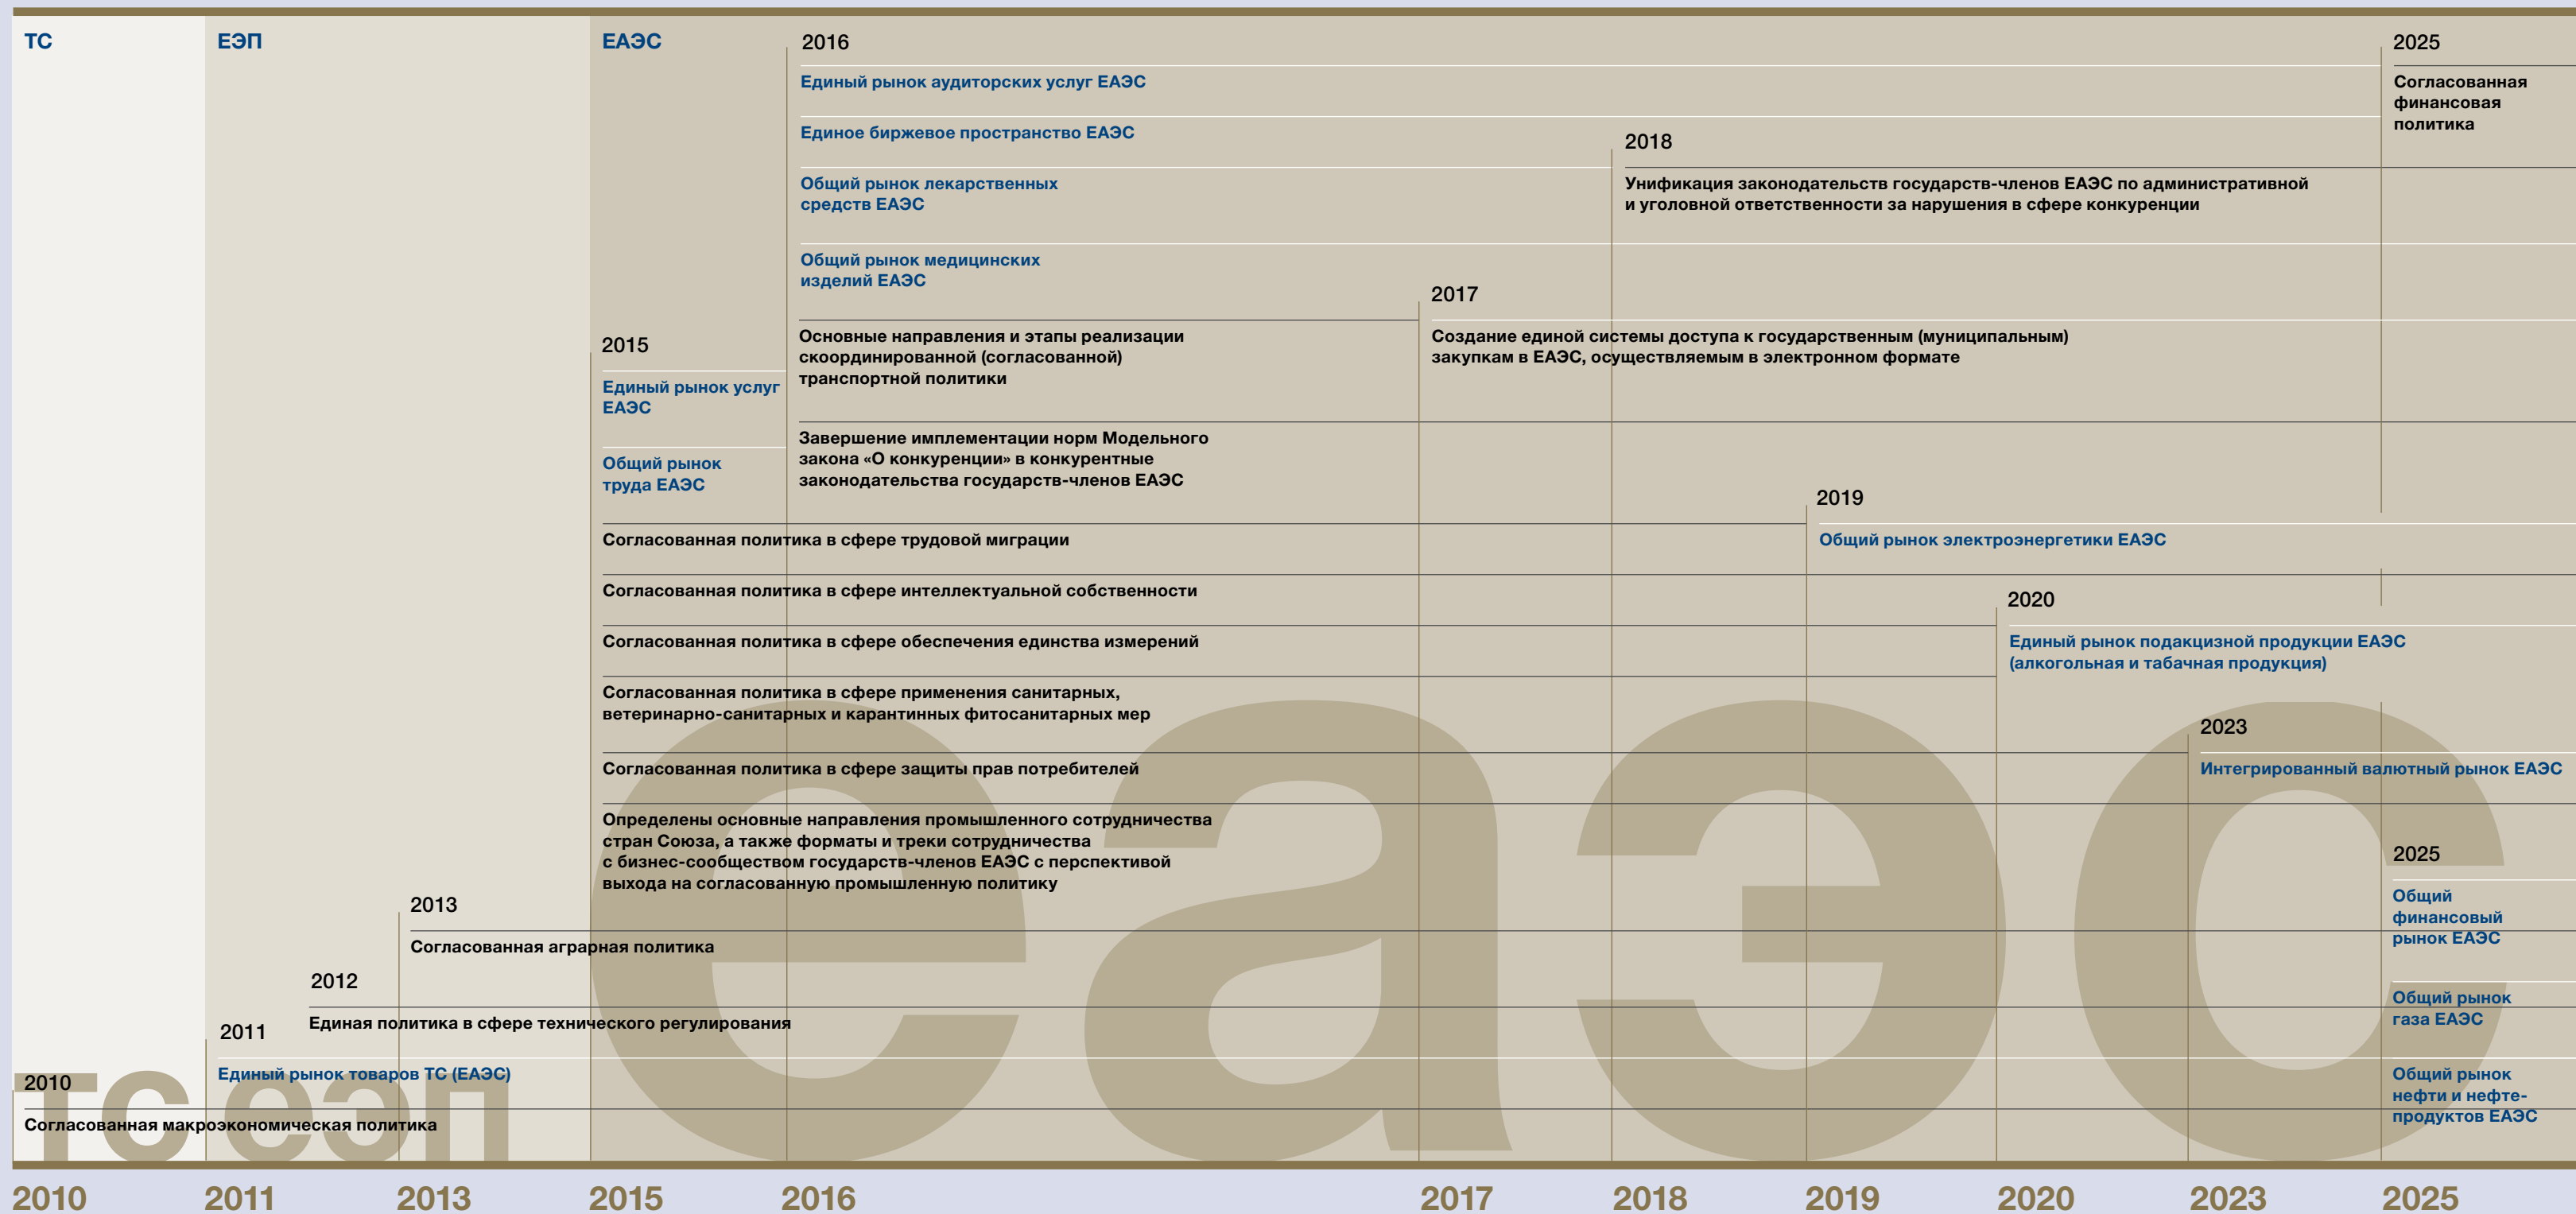 ТС
ЕЭП
ЕАЭС
2016
Единый рынок аудиторских услуг ЕАЭС
Единое биржевое пространство ЕАЭС
Общий рынок лекарственных
средств ЕАЭС
Общий рынок медицинских
изделий ЕАЭС
Основные направления и этапы реализации
скоординированной (согласованной)
транспортной политики
Завершение имплементации норм Модельного
закона «О конкуренции» в конкурентные
законодательства государств-членов ЕАЭС
2025
Согласованная
финансовая
политика
2018
Унификация законодательств государств-членов ЕАЭС по административной
и уголовной ответственности за нарушения в сфере конкуренции
2017
Создание единой системы доступа к государственным (муниципальным)
закупкам в ЕАЭС, осуществляемым в электронном формате
2015
Единый рынок услуг
ЕАЭС
Общий рынок
труда ЕАЭС
Согласованная политика в сфере трудовой миграции
Согласованная политика в сфере интеллектуальной собственности
Согласованная политика в сфере обеспечения единства измерений
Согласованная политика в сфере применения санитарных,
ветеринарно-санитарных и карантинных фитосанитарных мер
Согласованная политика в сфере защиты прав потребителей
Определены основные направления промышленного сотрудничества
стран Союза, а также форматы и треки сотрудничества
с бизнес-сообществом государств-членов ЕАЭС с перспективой
выхода на согласованную промышленную политику
2019
Общий рынок электроэнергетики ЕАЭС
2020
Единый рынок подакцизной продукции ЕАЭС
(алкогольная и табачная продукция)
2023
Интегрированный валютный рынок ЕАЭС
2025
Общий
финансовый
рынок ЕАЭС
Общий рынок
газа ЕАЭС
Общий рынок
нефти и нефте-
продуктов ЕАЭС
2013
Согласованная аграрная политика
2012
Единая политика в сфере технического регулирования
2011
Единый рынок товаров ТС (ЕАЭС)
2010
Согласованная макроэкономическая политика
тс еэп еаэс
2010 2011 2013 2015 2016 2017 2018 2019 2020 2023 2025